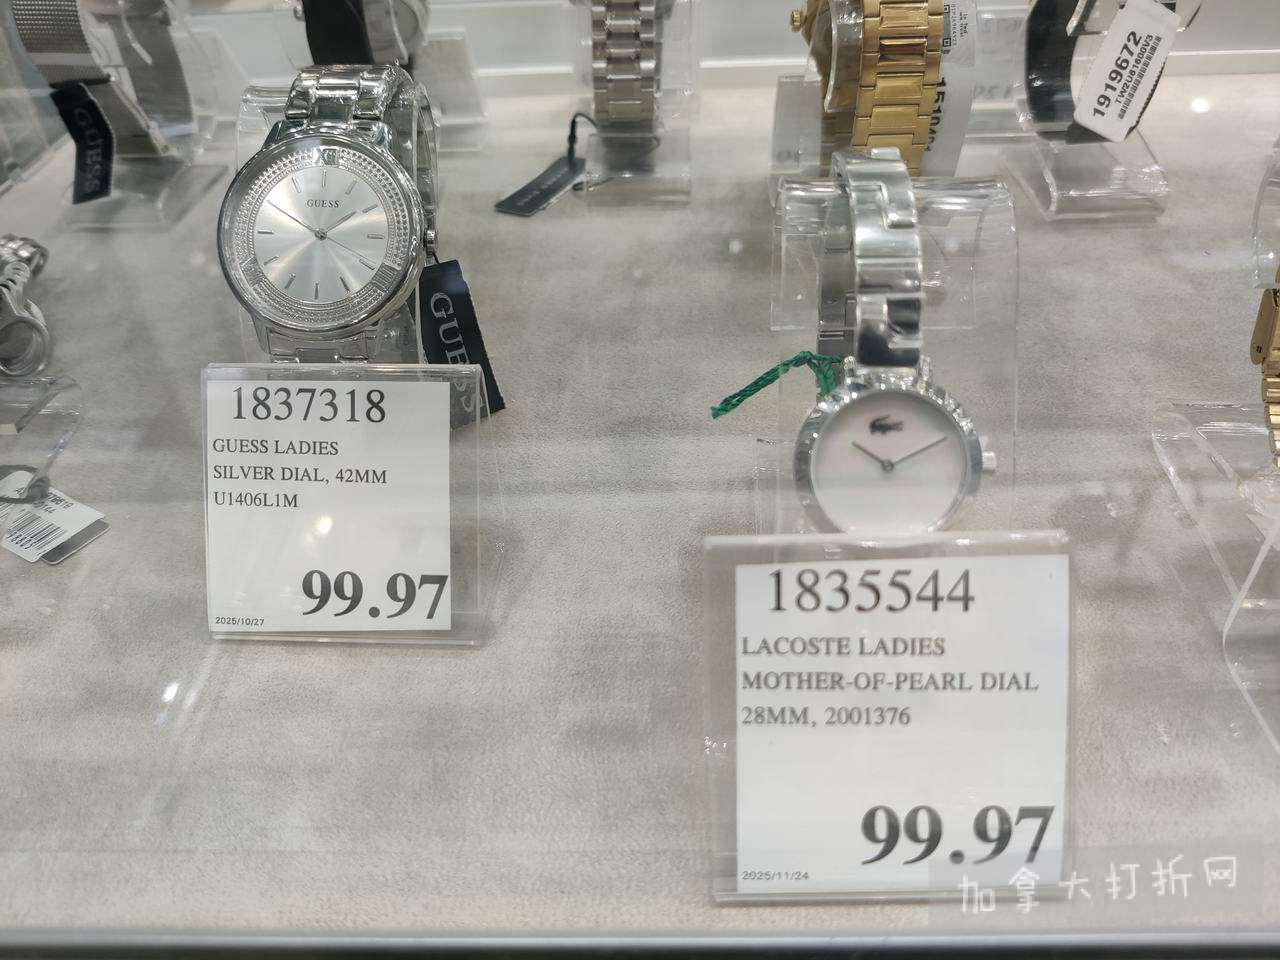 1919672
TW2U61600V3
GUESS
GUESS
GUESS
1837318
GUESS LADIES
SILVER DIAL, 42MM
U1406L1M
99.97
2025/10/27
1835544
LACOSTE LADIES
MOTHER-OF-PEARL DIAL
28MM, 2001376
99.97
2025/11/24
加拿大打折网